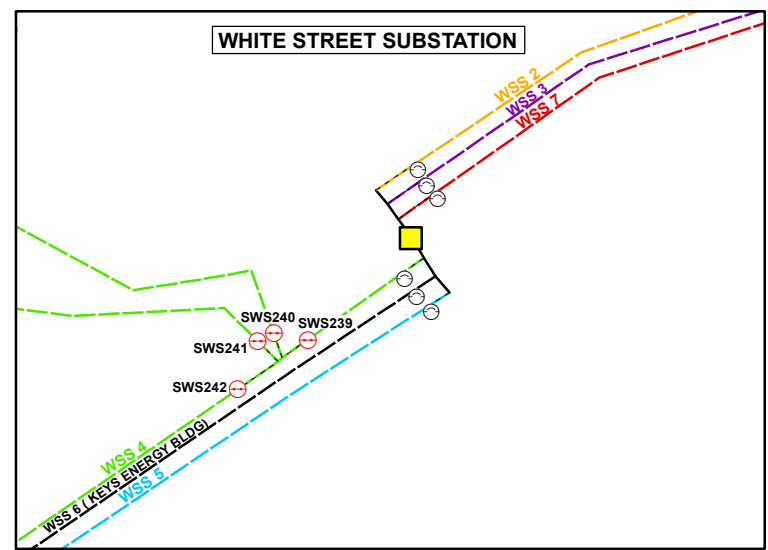 WHITE STREET SUBSTATION
WSS 2
WSS 3
WSS 7
SWS240
SWS239
SWS241
SWS242
WSS 4
WSS 6 ( KEYS ENERGY BLDG)
WSS 5